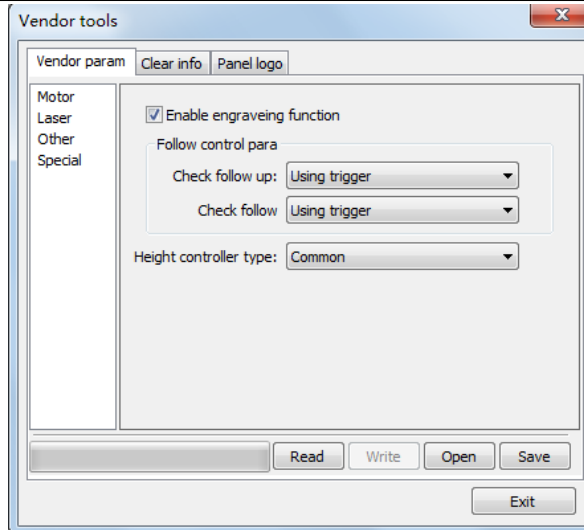 Vendor tools
Vendor param Clear info Panel logo
Motor
Laser
Other
Special
Enable engraveing function
Follow control para
Check follow up: Using trigger
Check follow Using trigger
Height controller type: Common
Read Write Open Save
Exit